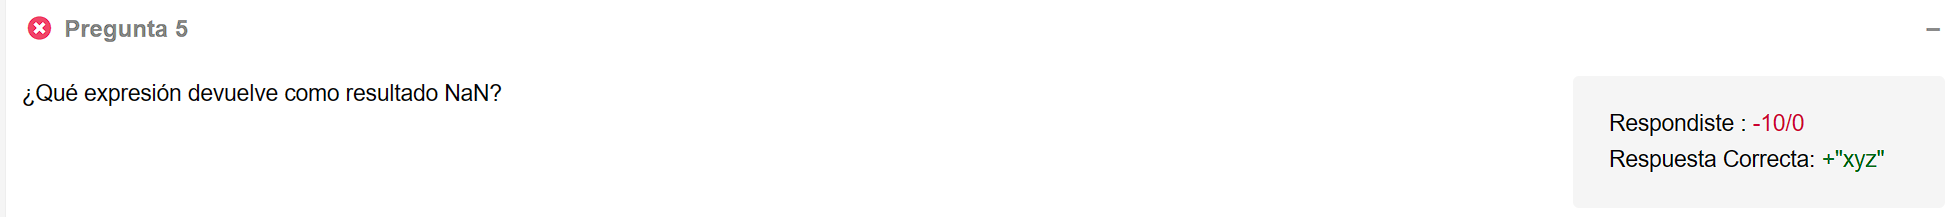 Pregunta 5
¿Qué expresión devuelve como resultado NaN?
Respondiste : -10/0
Respuesta Correcta: +"xyz"